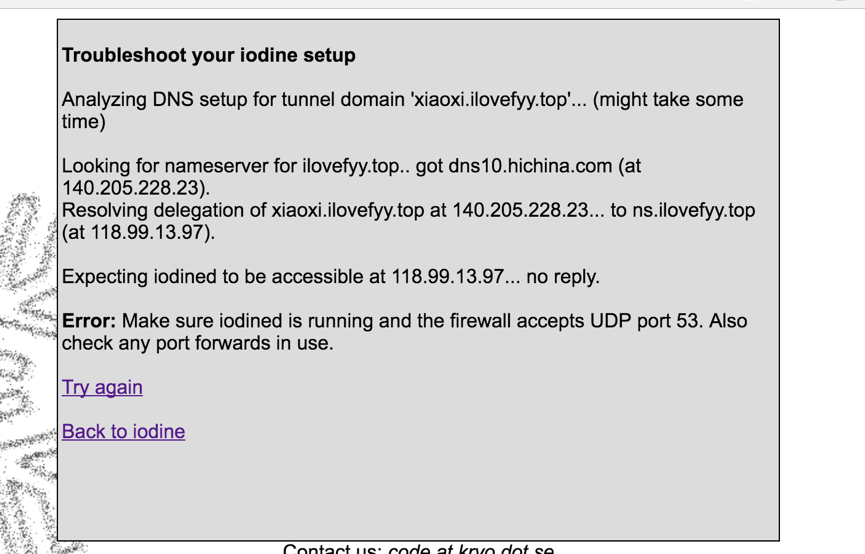 Troubleshoot your iodine setup
Analyzing DNS setup for tunnel domain 'xiaoxi.ilovefyy.top'... (might take some
time)
Looking for nameserver for ilovefyy.top.. got dns10.hichina.com (at
140.205.228.23).
Resolving delegation of xiaoxi.ilovefyy.top at 140.205.228.23... to ns.ilovefyy.top
(at 118.99.13.97).
Expecting iodined to be accessible at 118.99.13.97... no reply.
Error: Make sure iodined is running and the firewall accepts UDP port 53. Also
check any port forwards in use.
Try again
Back to iodine
Contact us: code at kryo dot se